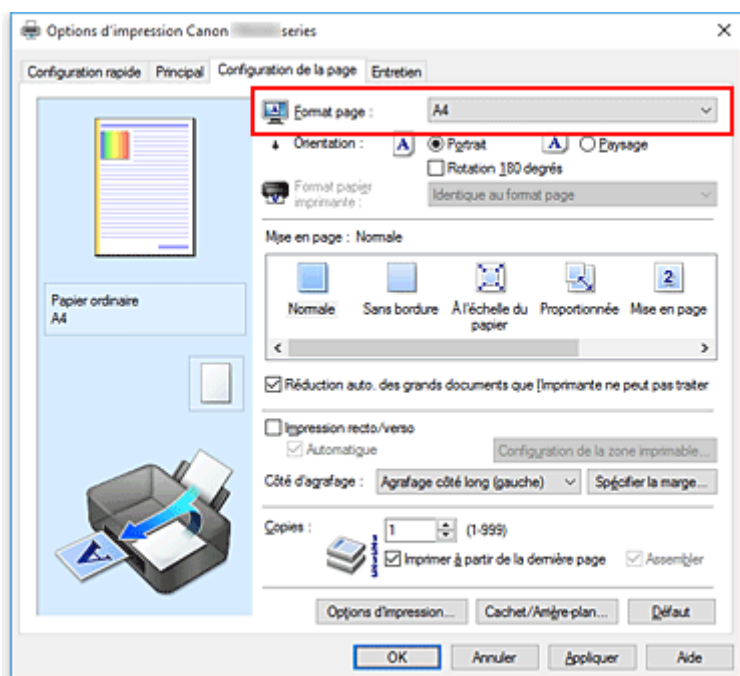 Options d'impression Canon series
Configuration rapide Principal Configuration de la page Entretien
Format page : A4
Orientation : A Portrait A Paysage
Rotation 180 degrés
Format papier
imprimante : Identique au format page
Mise en page : Normale
2
Normale Sans bordure À l'échelle du Proportionnée Mise en page
papier
Papier ordinaire
A4
Réduction auto. des grands documents que l'imprimante ne peut pas traiter
Impression recto/verso
Automatique Configuration de la zone imprimable...
Côté d'agrafage : Agrafage côté long (gauche) Spécifier la marge...
Copies : 1 (1-999)
Imprimer à partir de la dernière page Assembler
A
Options d'impression... Cachet/Arrière-plan... Défaut
OK Annuler Appliquer Aide